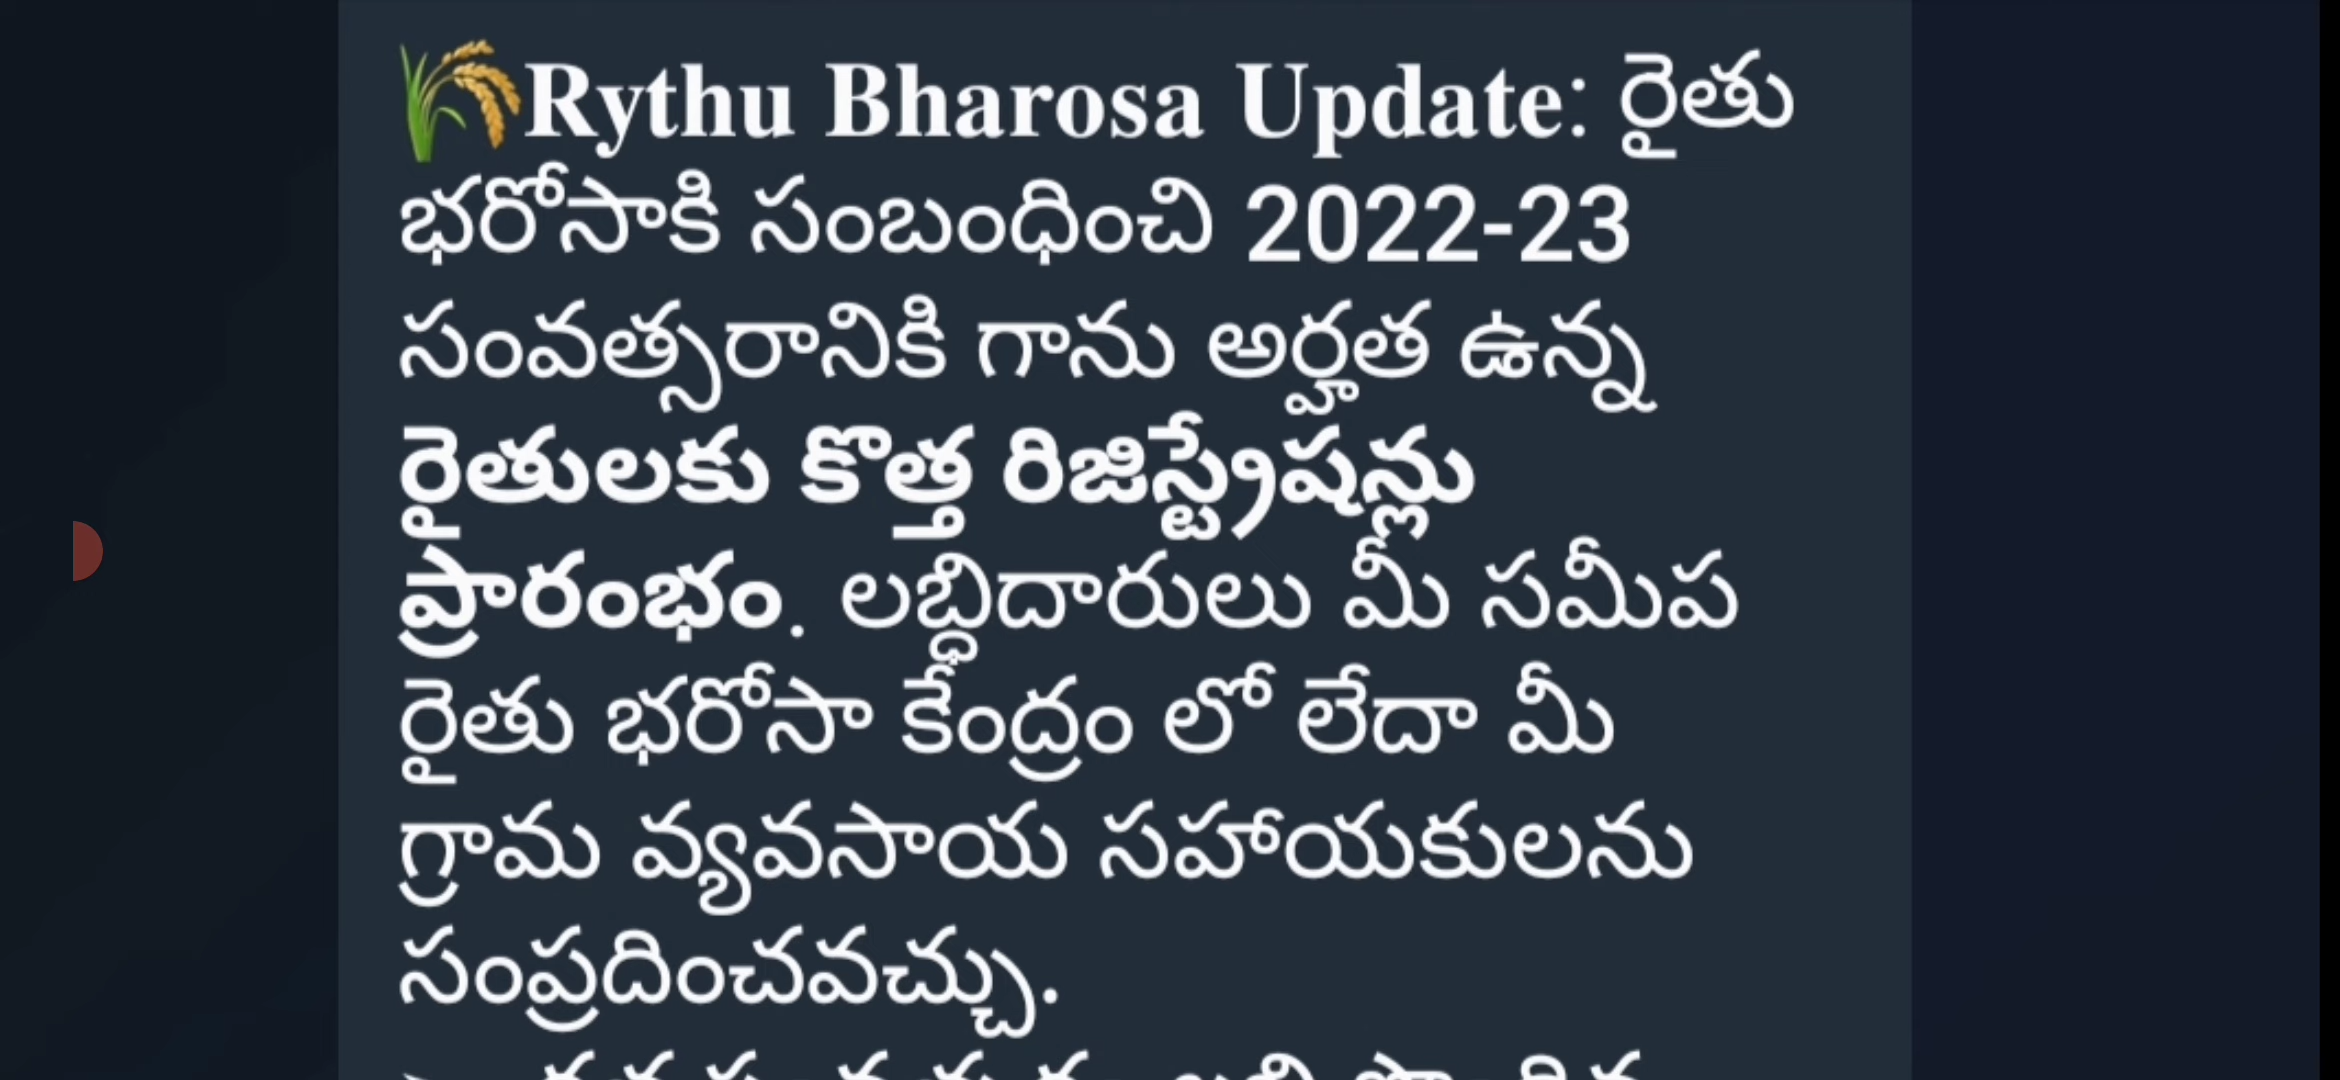 🌾Rythu Bharosa Update: రైతు
భరోసాకి సంబంధించి 2022-23
సంవత్సరానికి గాను అర్హత ఉన్న
రైతులకు కొత్త రిజిస్ట్రేషన్లు
ప్రారంభం. లబ్ధిదారులు మీ సమీప
రైతు భరోసా కేంద్రం లో లేదా మీ
గ్రామ వ్యవసాయ సహాయకులను
సంప్రదించవచ్చు.